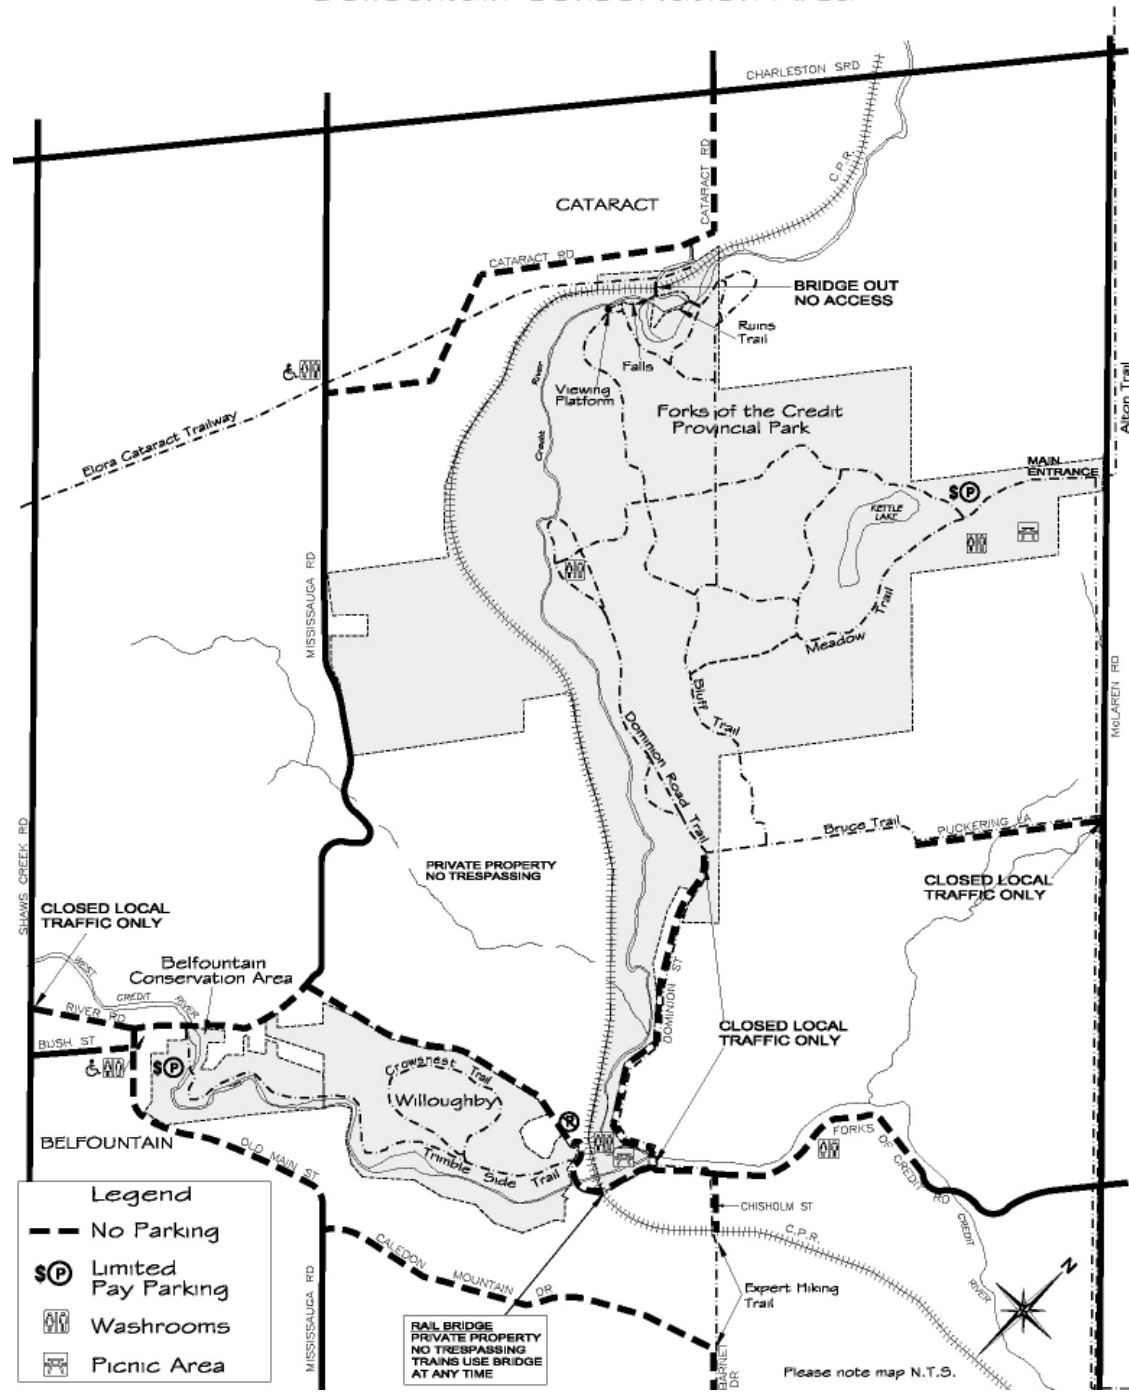 CHARLESTON SRD
CATARACT RD
C.P.R.
CATARACT
CATARACT RD
BRIDGE OUT
NO ACCESS
Ruins
Trail
Falls
Viewing
Platform
River
Credit
Alton Trail
Elora Cataract Trailway
Forks of the Credit
Provincial Park
MAIN
ENTRANCE
$P
KETTLE
LAKE
MISSISSAUGA RD
Meadow Trail
McLAREN RD
Bluff Trail
Dominion Road Trail
Bruce Trail
PUCKERING LA
SHAWS CREEK RD
PRIVATE PROPERTY
NO TRESPASSING
CLOSED LOCAL
TRAFFIC ONLY
CLOSED LOCAL
TRAFFIC ONLY
Belfountain
Conservation Area
WEST CREDIT RIVER
RIVER RD
DOMINION ST
CLOSED LOCAL
TRAFFIC ONLY
BUSH ST
$P
Crowsnest Trail
Willoughby
BELFOUNTAIN
OLD MAIN ST
Trimble Side Trail
FORKS OF CREDIT RD
CHISHOLM ST
C.P.R.
CREDIT RIVER
Legend
No Parking
$P Limited
Pay Parking
Washrooms
Picnic Area
MISSISSAUGA RD
CALEDON MOUNTAIN DR
Expert Hiking
Trail
N
RAIL BRIDGE
PRIVATE PROPERTY
NO TRESPASSING
TRAINS USE BRIDGE
AT ANY TIME
BARNET
DR
Please note map N.T.S.